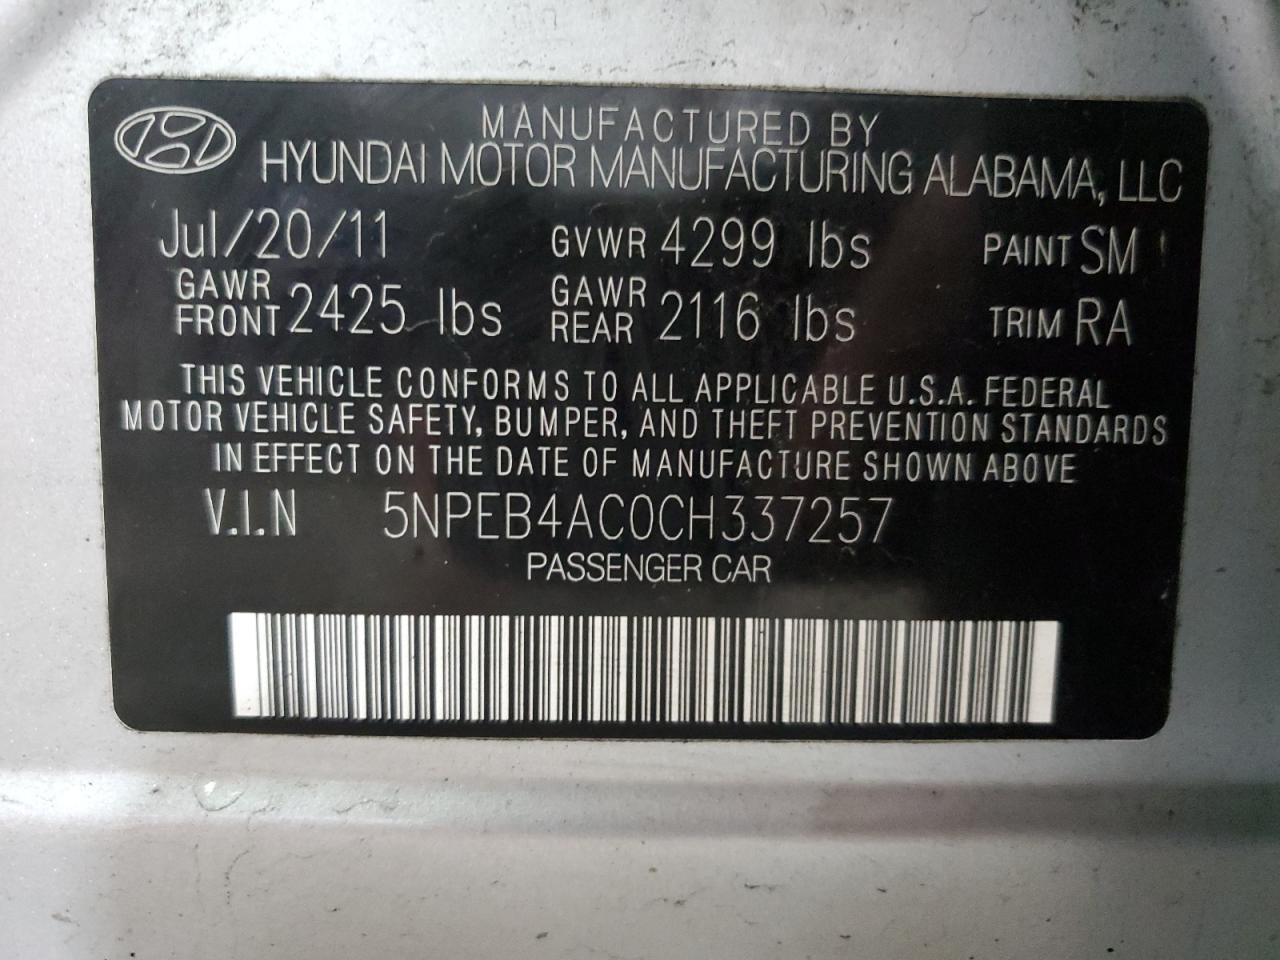 MANUFACTURED BY
HYUNDAI MOTOR MANUFACTURING ALABAMA, LLC
Jul/20/11 GVWR 4299 lbs PAINT SM
GAWR FRONT 2425 lbs GAWR REAR 2116 lbs TRIM RA
THIS VEHICLE CONFORMS TO ALL APPLICABLE U.S.A. FEDERAL
MOTOR VEHICLE SAFETY, BUMPER, AND THEFT PREVENTION STANDARDS
IN EFFECT ON THE DATE OF MANUFACTURE SHOWN ABOVE
V.I.N 5NPEB4AC0CH337257
PASSENGER CAR